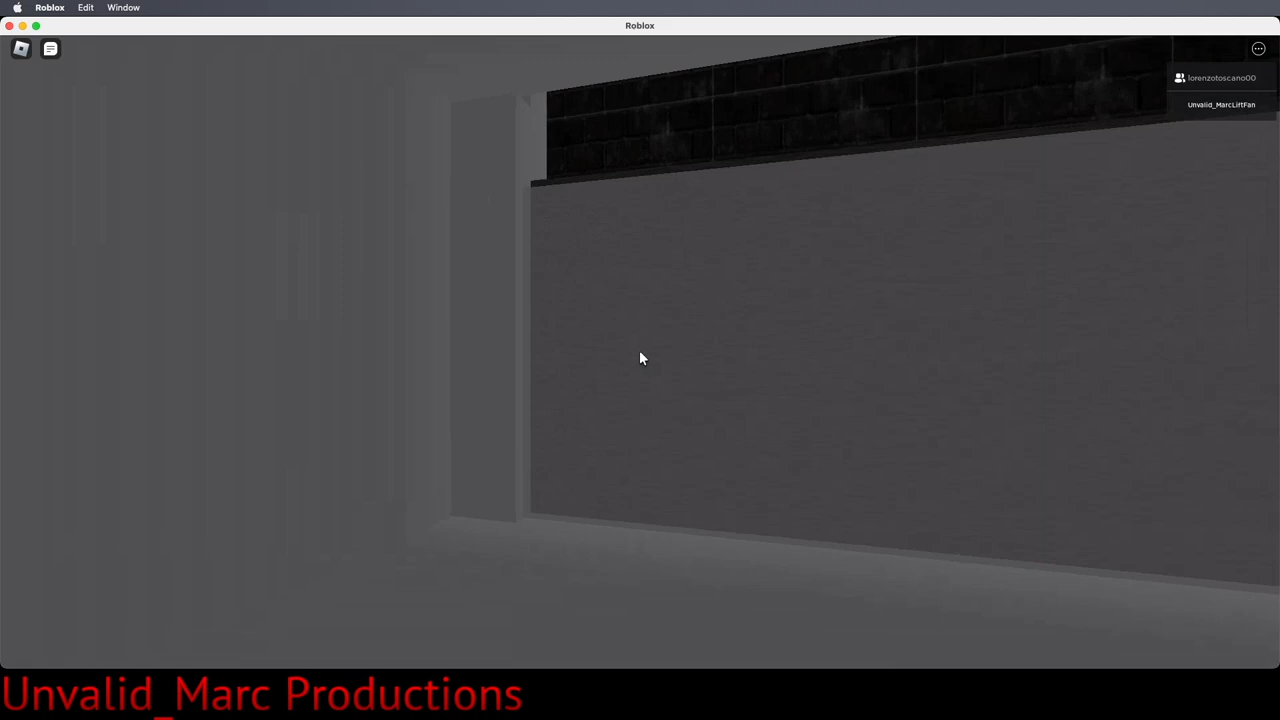 Roblox Edit Window
Roblox
lorenzotoscano00
Unvalid_MarcLiftFan
Unvalid_Marc Productions